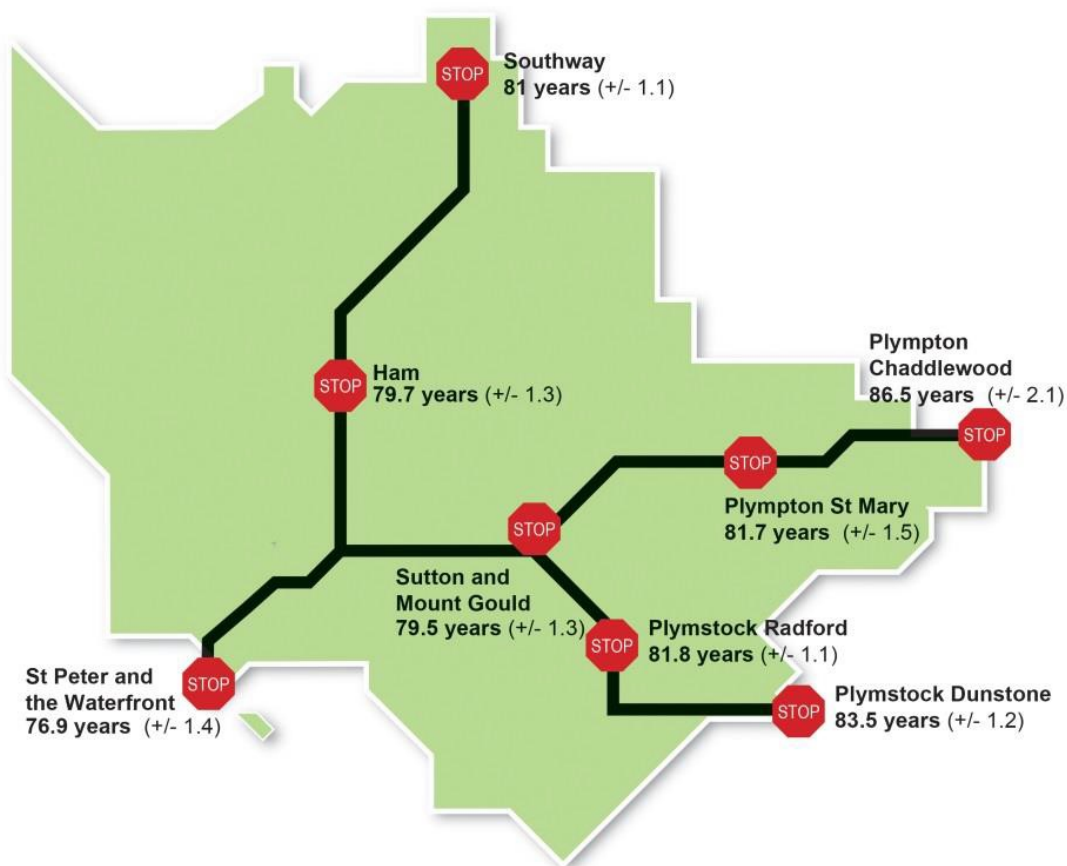 STOP
Southway
81 years (+/- 1.1)
STOP
Ham
79.7 years (+/- 1.3)
Plympton
Chaddlewood
86.5 years (+/- 2.1)
STOP
STOP
Plympton St Mary
81.7 years (+/- 1.5)
STOP
Sutton and
Mount Gould
79.5 years (+/- 1.3)
STOP
Plymstock Radford
81.8 years (+/- 1.1)
St Peter and
the Waterfront
76.9 years (+/- 1.4)
STOP
STOP
Plymstock Dunstone
83.5 years (+/- 1.2)